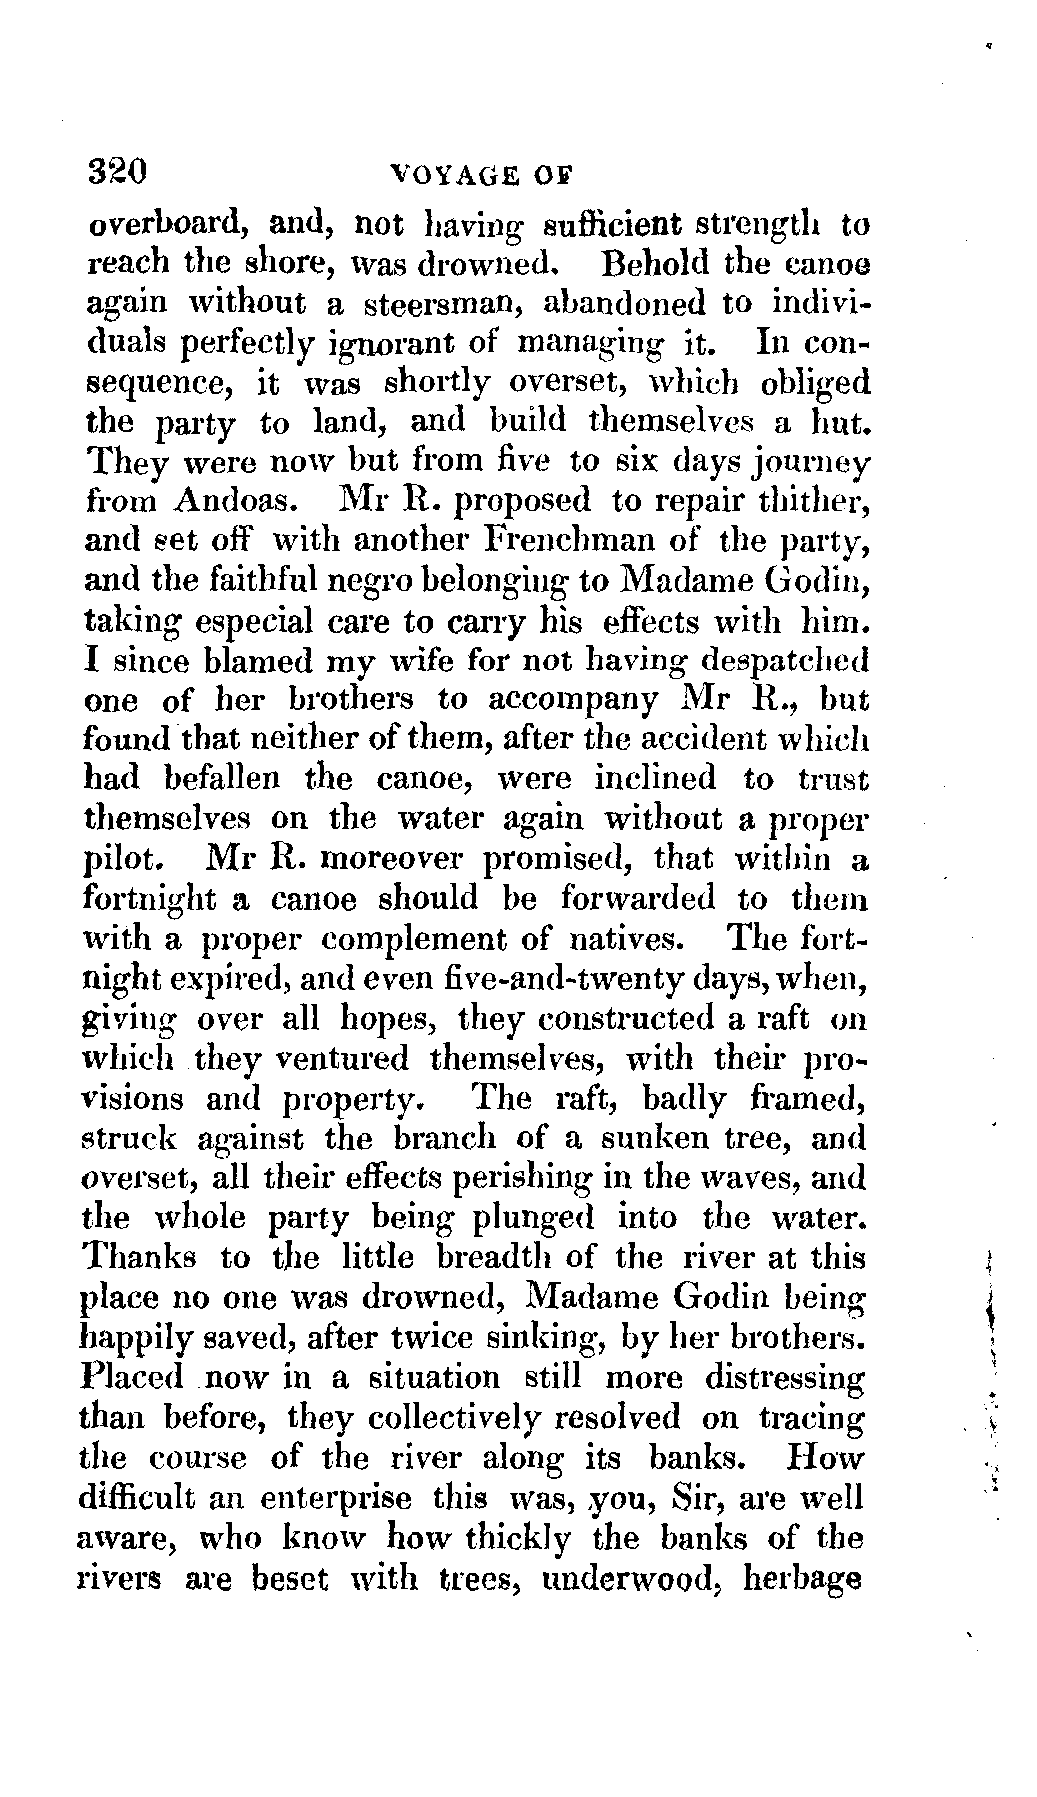 320 VOYAGE OF
overboard, and, not having sufficient strength to
reach the shore, was drowned. Behold the canoe
again without a steersman, abandoned to indivi-
duals perfectly ignorant of managing it. In con-
sequence, it was shortly overset, which obliged
the party to land, and build themselves a hut.
They were now but from five to six days journey
from Andoas. Mr R. proposed to repair thither,
and set off with another Frenchman of the party,
and the faithful negro belonging to Madame Godin,
taking especial care to carry his effects with him.
I since blamed my wife for not having despatched
one of her brothers to accompany Mr R., but
found that neither of them, after the accident which
had befallen the canoe, were inclined to trust
themselves on the water again without a proper
pilot. Mr R. moreover promised, that within a
fortnight a canoe should be forwarded to them
with a proper complement of natives. The fort-
night expired, and even five-and-twenty days, when,
giving over all hopes, they constructed a raft on
which they ventured themselves, with their pro-
visions and property. The raft, badly framed,
struck against the branch of a sunken tree, and
overset, all their effects perishing in the waves, and
the whole party being plunged into the water.
Thanks to the little breadth of the river at this
place no one was drowned, Madame Godin being
happily saved, after twice sinking, by her brothers.
Placed now in a situation still more distressing
than before, they collectively resolved on tracing
the course of the river along its banks. How
difficult an enterprise this was, you, Sir, are well
aware, who know how thickly the banks of the
rivers are beset with trees, underwood, herbage